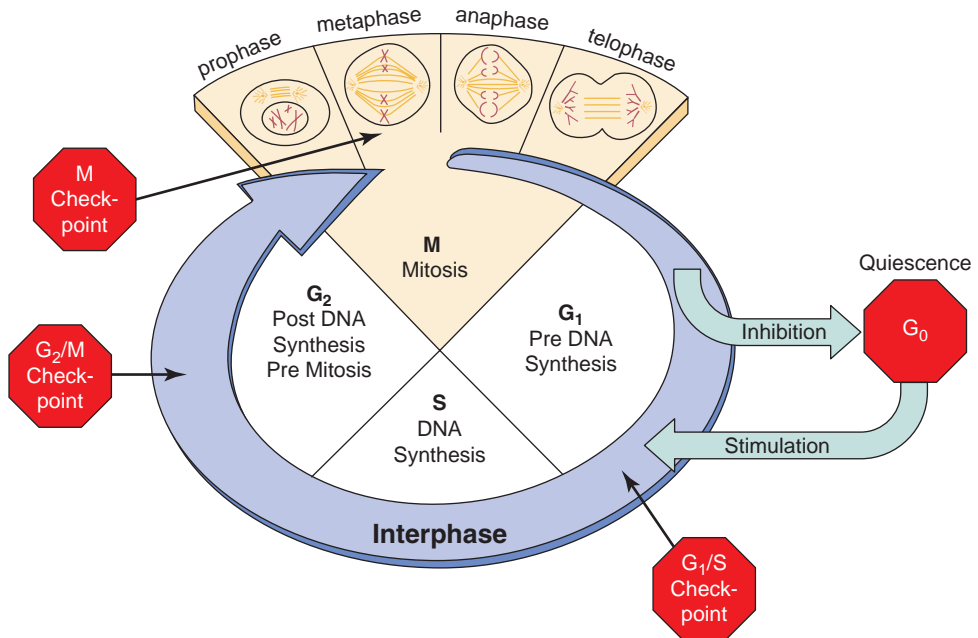 prophase
metaphase
anaphase
telophase
M
Check-
point
M
Mitosis
G₂
Post DNA
Synthesis
Pre Mitosis
G₁
Pre DNA
Synthesis
Quiescence
G₀
Inhibition
G₂/M
Check-
point
S
DNA
Synthesis
Stimulation
Interphase
G₁/S
Check-
point